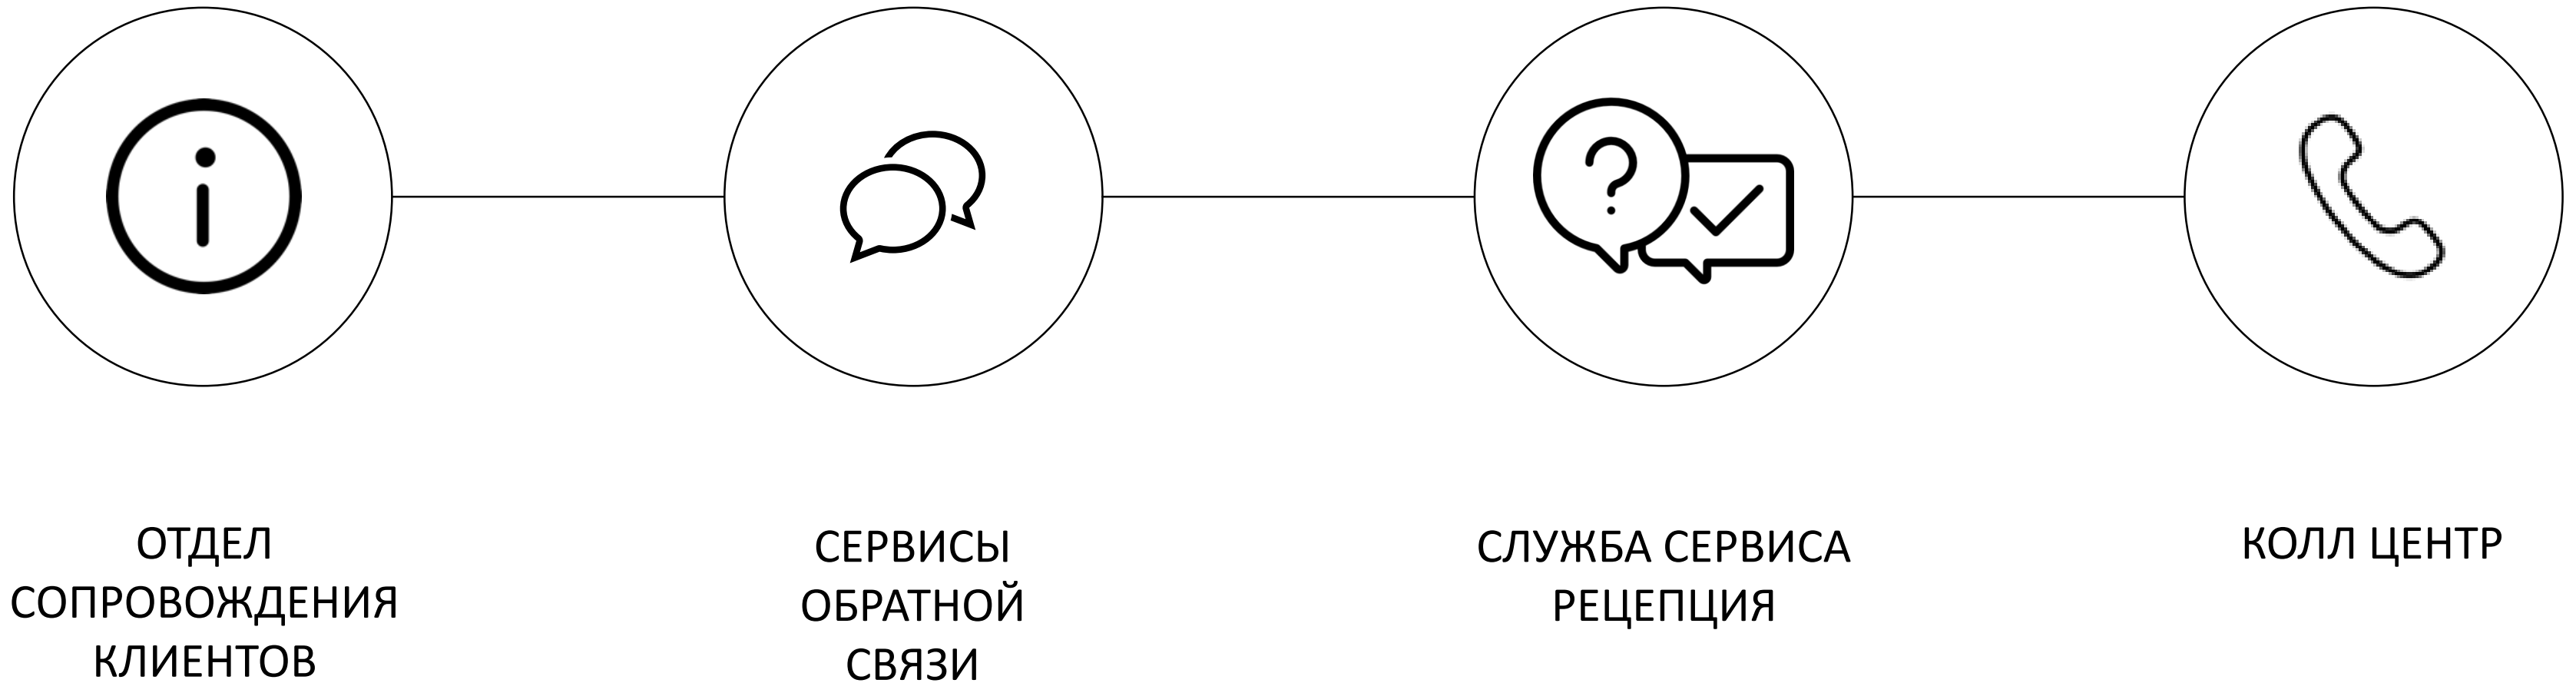 ОТДЕЛ
СОПРОВОЖДЕНИЯ
КЛИЕНТОВ
СЕРВИСЫ
ОБРАТНОЙ
СВЯЗИ
СЛУЖБА СЕРВИСА
РЕЦЕПЦИЯ
КОЛЛ ЦЕНТР